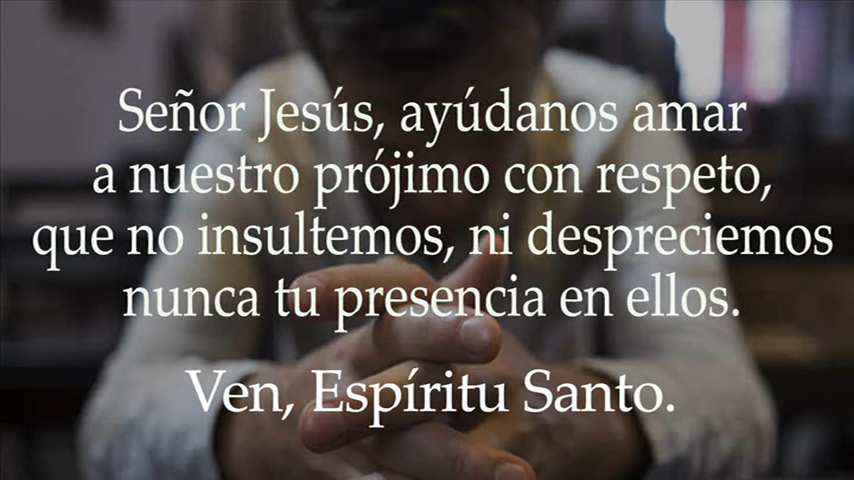 Señor Jesús, ayúdanos amar
a nuestro prójimo con respeto,
que no insultemos, ni despreciemos
nunca tu presencia en ellos.
Ven, Espíritu Santo.